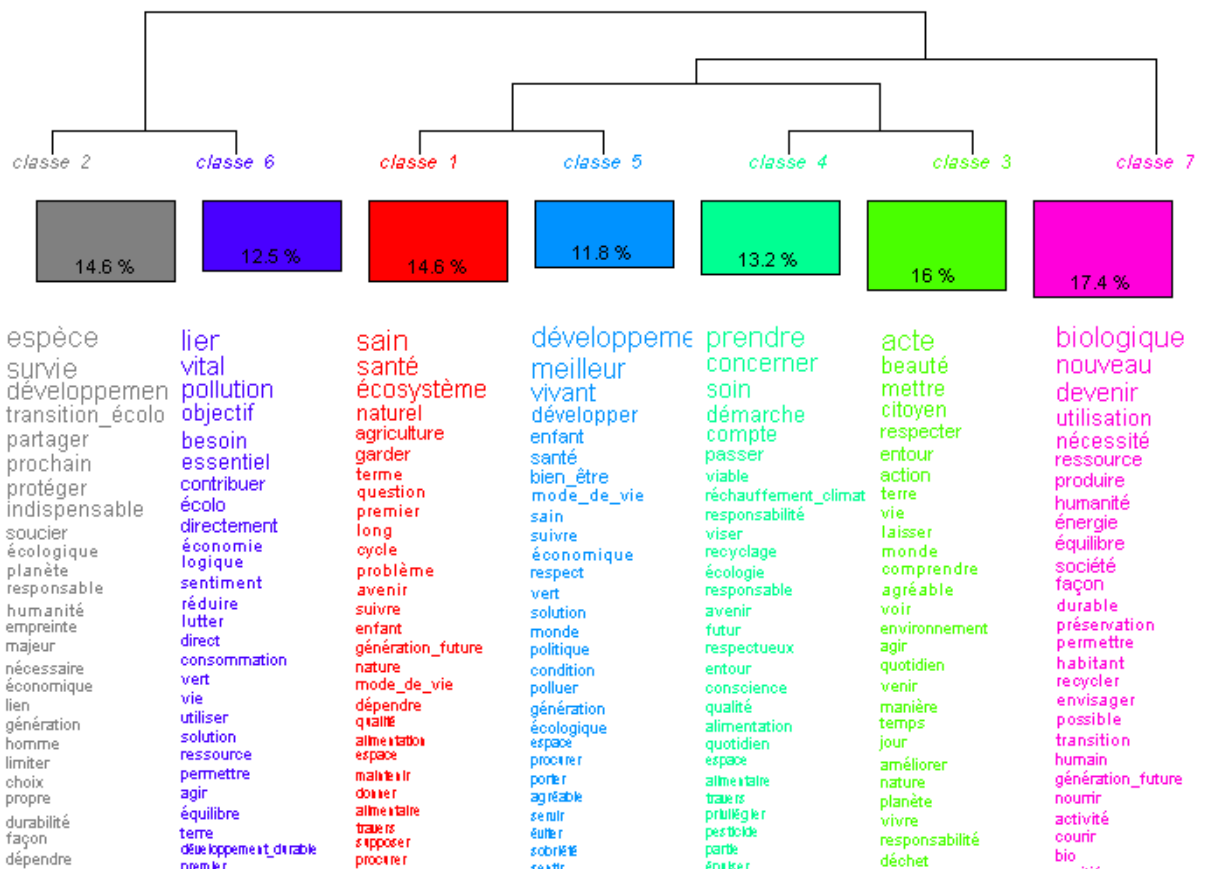 classe 2
classe 6
classe 1
classe 5
classe 4
classe 3
classe 7
14.6 %
12.5 %
14.6 %
11.8 %
13.2 %
16 %
17.4 %
espèce
survie
développemen
transition_écolo
partager
prochain
protéger
indispensable
soucier
écologique
planète
responsable
humanité
empreinte
majeur
nécessaire
économique
lien
génération
homme
limiter
choix
propre
durabilité
façon
dépendre
lier
vital
pollution
objectif
besoin
essentiel
contribuer
écolo
directement
économie
logique
sentiment
réduire
lutter
direct
consommation
vert
vie
utiliser
solution
ressource
permettre
agir
équilibre
terre
développement_durable
premier
sain
santé
écosystème
naturel
agriculture
garder
terme
question
premier
long
cycle
problème
avenir
suivre
enfant
génération_future
nature
mode_de_vie
dépendre
qualité
alimentation
espace
maintenir
donner
alimentaire
travers
supposer
procurer
développeme
meilleur
vivant
développer
enfant
santé
bien_être
mode_de_vie
sain
suivre
économique
respect
vert
solution
monde
politique
condition
polluer
génération
écologique
espace
procurer
porter
agréable
servir
éviter
sobriété
sentir
prendre
concerner
soin
démarche
compte
passer
viable
réchauffement_climat
responsabilité
viser
recyclage
écologie
responsable
avenir
futur
respectueux
entour
conscience
qualité
alimentation
quotidien
espace
alimentaire
travers
privilégier
pesticide
partie
épuiser
acte
beauté
mettre
citoyen
respecter
entour
action
terre
vie
laisser
monde
comprendre
agréable
voir
environnement
agir
quotidien
venir
manière
temps
jour
améliorer
nature
planète
vivre
responsabilité
déchet
biologique
nouveau
devenir
utilisation
nécessité
ressource
produire
humanité
énergie
équilibre
société
façon
durable
préservation
permettre
habitant
recycler
envisager
possible
transition
humain
génération_future
nourrir
activité
courir
bio